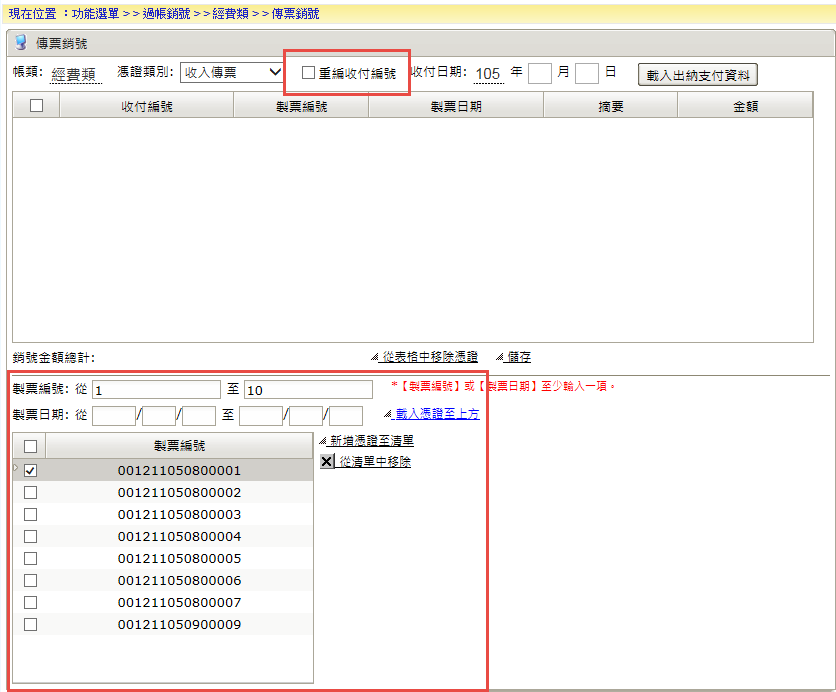 現在位置 ：功能選單>>過帳銷號>>經費類>>傳票銷號
傳票銷號
帳類: 經費類 憑證類別: 收入傳票 重編收付編號 收付日期: 105 年 月 日 載入出納支付資料
收付編號 製票編號 製票日期 摘要 金額
銷號金額總計: 從表格中移除憑證 儲存
製票編號: 從 1 至 10 *【製票編號】或【製票日期】至少輸入一項。
製票日期: 從 / / 至 / / 載入憑證至上方
製票編號 新增憑證至清單
從清單中移除
001211050800001
001211050800002
001211050800003
001211050800004
001211050800005
001211050800006
001211050800007
001211050900009